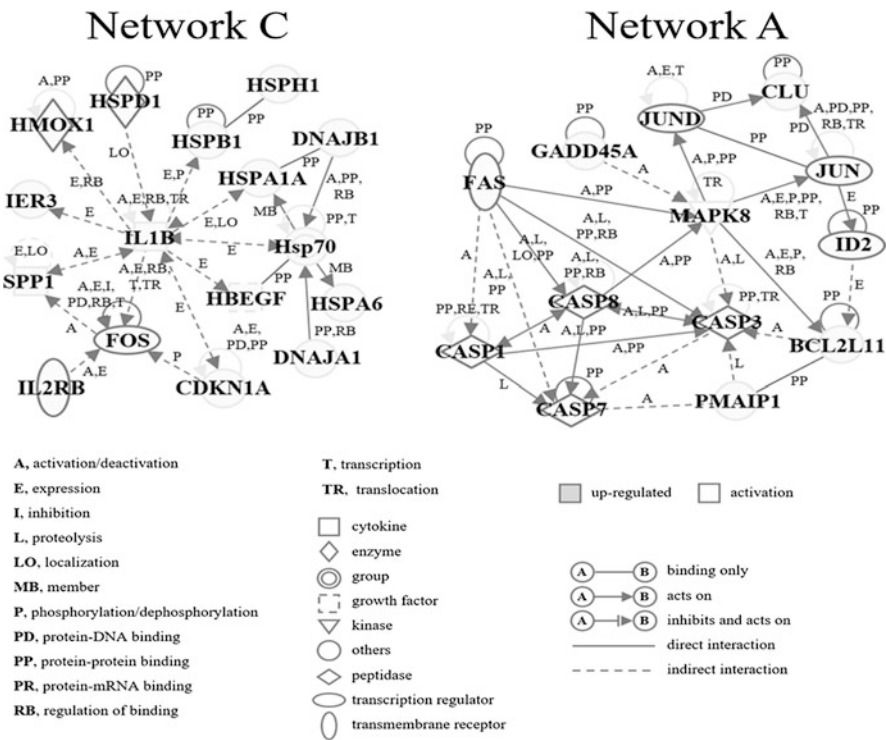 Network C
Network A
A,PP
PP
HSPD1
HMOX1
PP
HSPH1
HSPB1
PP
DNAJB1
LO
E,RB
E,P
HSPA1A
PP
A,PP,
RB
IER3
E
A,E,RB,TR
E,LO
MB
PP,T
IL1B
E
Hsp70
E,LO
A,E
SPP1
A,E,RB,
T,TR
E
HBEGF
PP
MB
HSPA6
A,E,I,
PD,RB,T
E
A,E,
PD,PP
PP,RB
A
FOS
P
DNAJA1
IL2RB
A,E
CDKN1A
A,E,T
PP
PD
CLU
JUND
PP
PP
GADD45A
A,P,PP
PP
PD
A,PD,PP,
RB,TR
FAS
A
TR
JUN
A,PP
MAPK8
A,E,P,PP,
RB,T
E
PP
ID2
A,L,
PP,RB
A,L,
LO,PP
A,L,
PP,RB
A,PP
A,L
A,E,P,
RB
E
A
A,L,
PP
CASP8
PP,TR
PP
PP,RE,TR
A
A,L,PP
CASP3
A
BCL2L11
CASP1
A,L,PP
A,PP
L
L
PP
A
PP
CASP7
A
PMAIP1
A, activation/deactivation
E, expression
I, inhibition
L, proteolysis
LO, localization
MB, member
P, phosphorylation/dephosphorylation
PD, protein-DNA binding
PP, protein-protein binding
PR, protein-mRNA binding
RB, regulation of binding
T, transcription
TR, translocation
cytokine
enzyme
group
growth factor
kinase
others
peptidase
transcription regulator
transmembrane receptor
up-regulated
activation
A B binding only
A B acts on
A B inhibits and acts on
direct interaction
indirect interaction